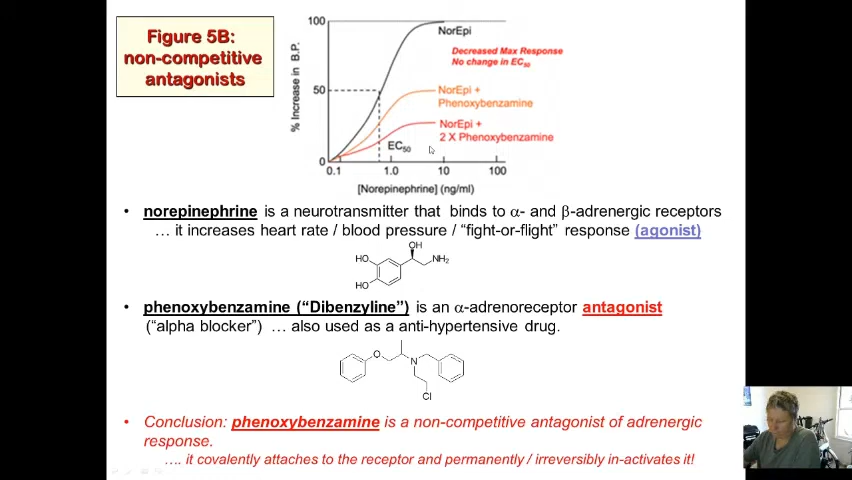 Figure 5B:
non-competitive
antagonists
% Increase in B.P.
100
50
0
NorEpi
Decreased Max Response
No change in EC50
NorEpi +
Phenoxybenzamine
NorEpi +
2 X Phenoxybenzamine
EC50
0.1
1.0
10
100
[Norepinephrine] (ng/ml)
• norepinephrine is a neurotransmitter that binds to α- and β-adrenergic receptors
… it increases heart rate / blood pressure / “fight-or-flight” response (agonist)
OH
HO
NH2
HO
• phenoxybenzamine (“Dibenzyline”) is an α-adrenoreceptor antagonist
(“alpha blocker”) … also used as a anti-hypertensive drug.
O
N
Cl
• Conclusion: phenoxybenzamine is a non-competitive antagonist of adrenergic
response.
…. it covalently attaches to the receptor and permanently / irreversibly in-activates it!